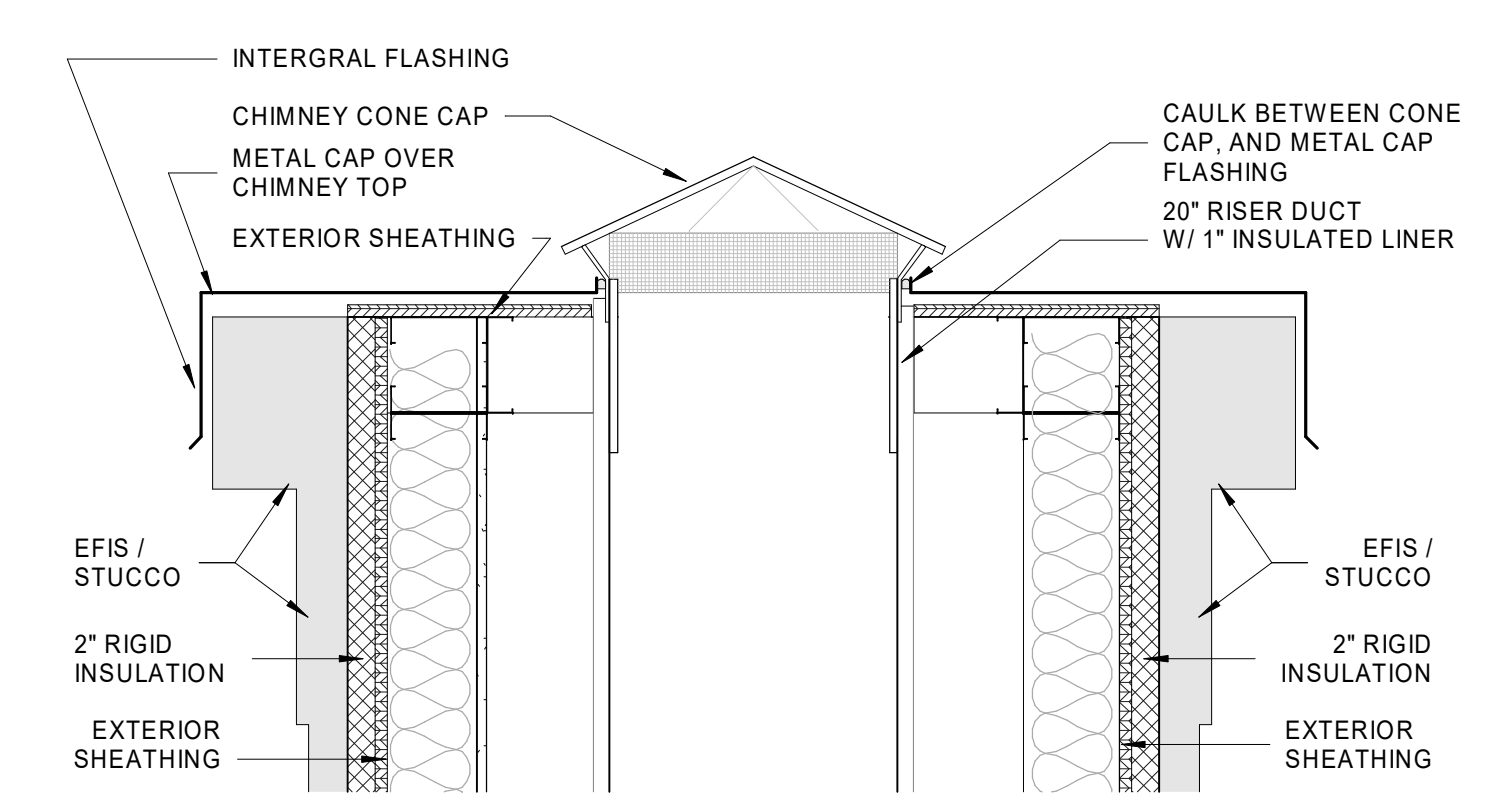 INTERGRAL FLASHING
CHIMNEY CONE CAP
METAL CAP OVER
CHIMNEY TOP
EXTERIOR SHEATHING
CAULK BETWEEN CONE
CAP, AND METAL CAP
FLASHING
20" RISER DUCT
W/ 1" INSULATED LINER
EFIS /
STUCCO
2" RIGID
INSULATION
EXTERIOR
SHEATHING
EFIS /
STUCCO
2" RIGID
INSULATION
EXTERIOR
SHEATHING